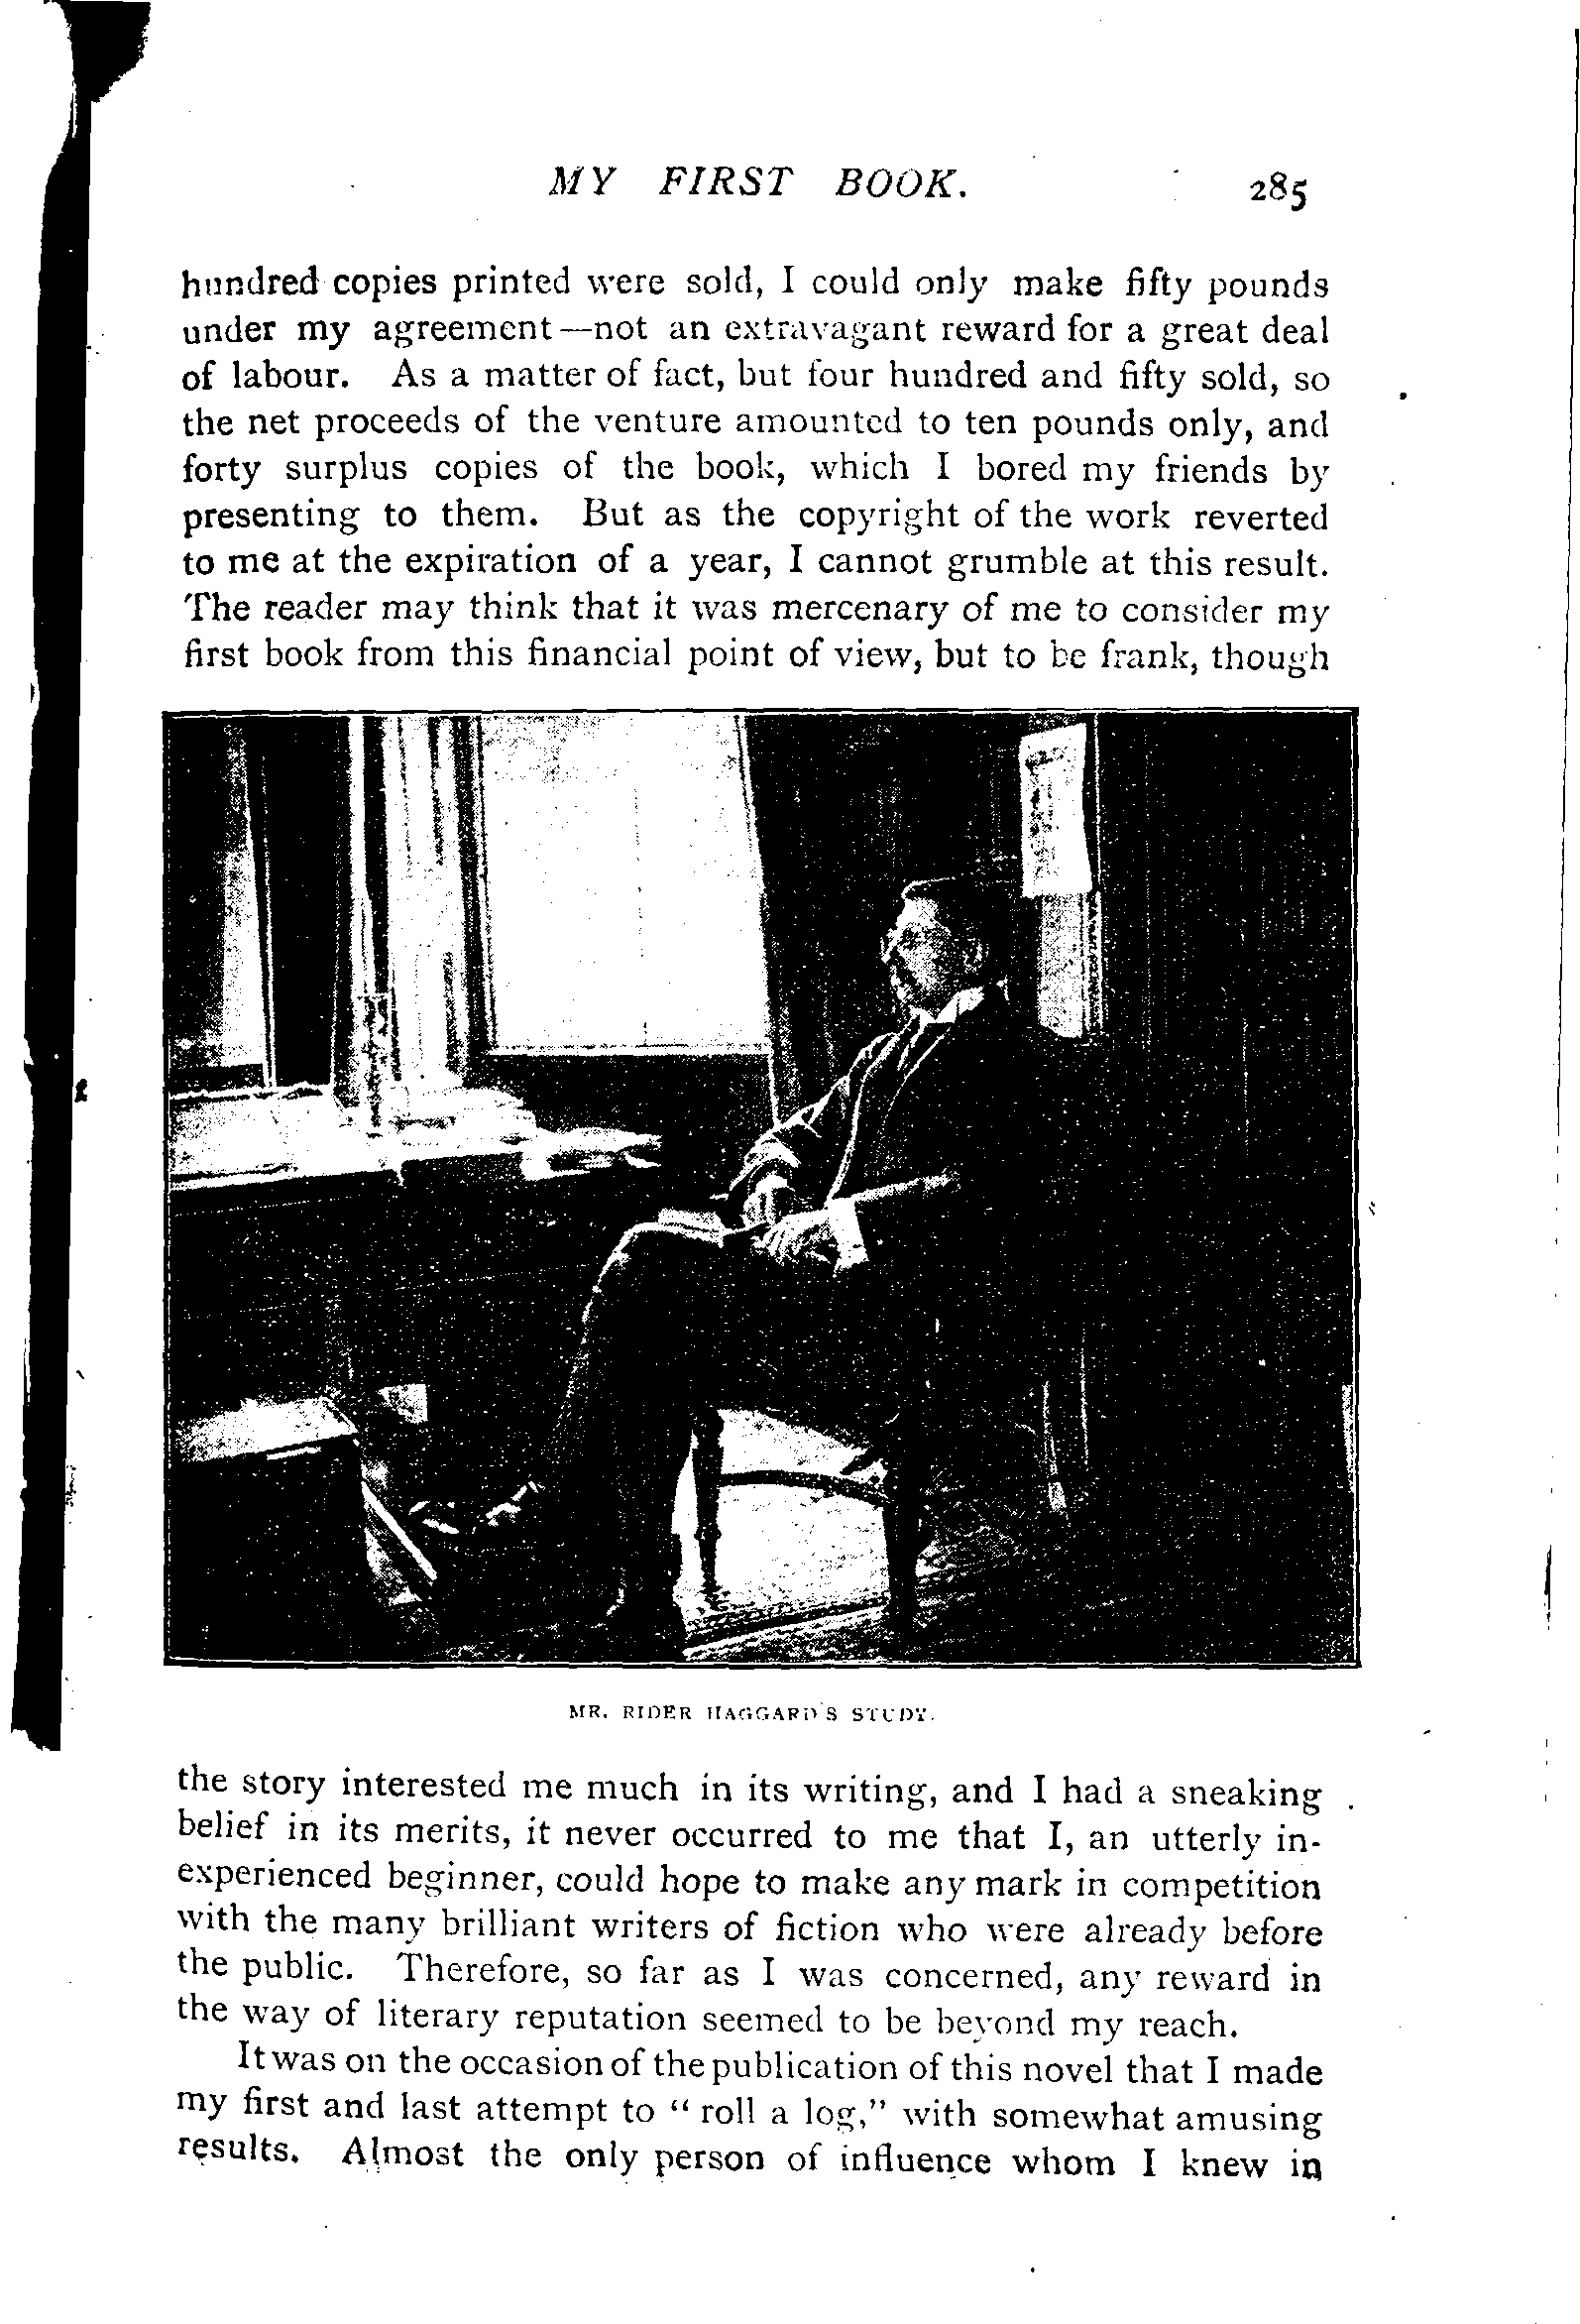 MY FIRST BOOK. 285
hundred copies printed were sold, I could only make fifty pounds
under my agreement—not an extravagant reward for a great deal
of labour. As a matter of fact, but four hundred and fifty sold, so
the net proceeds of the venture amounted to ten pounds only, and
forty surplus copies of the book, which I bored my friends by
presenting to them. But as the copyright of the work reverted
to me at the expiration of a year, I cannot grumble at this result.
The reader may think that it was mercenary of me to consider my
first book from this financial point of view, but to be frank, though
MR. RIDER HAGGARD'S STUDY.
the story interested me much in its writing, and I had a sneaking
belief in its merits, it never occurred to me that I, an utterly in-
experienced beginner, could hope to make any mark in competition
with the many brilliant writers of fiction who were already before
the public. Therefore, so far as I was concerned, any reward in
the way of literary reputation seemed to be beyond my reach.
It was on the occasion of the publication of this novel that I made
my first and last attempt to "roll a log," with somewhat amusing
results. Almost the only person of influence whom I knew in